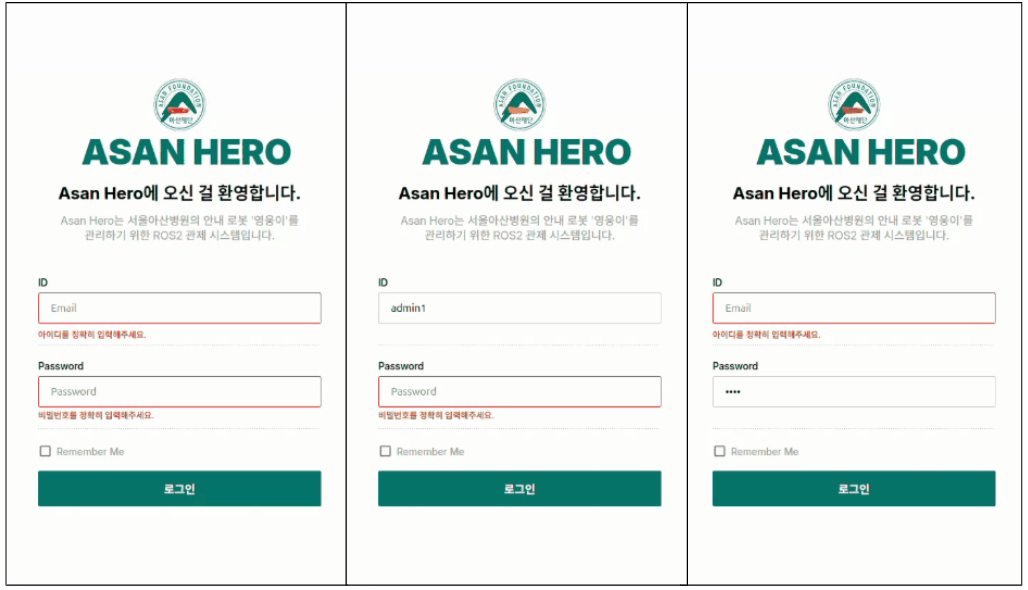 ASAN FOUNDATION
아산재단
ASAN HERO
Asan Hero에 오신 걸 환영합니다.
Asan Hero는 서울아산병원의 안내 로봇 '영웅이'를
관리하기 위한 ROS2 관제 시스템입니다.
ID
Email
아이디를 정확히 입력해주세요.
Password
Password
비밀번호를 정확히 입력해주세요.
Remember Me
로그인
ASAN FOUNDATION
아산재단
ASAN HERO
Asan Hero에 오신 걸 환영합니다.
Asan Hero는 서울아산병원의 안내 로봇 '영웅이'를
관리하기 위한 ROS2 관제 시스템입니다.
ID
admin1
Password
Password
비밀번호를 정확히 입력해주세요.
Remember Me
로그인
ASAN FOUNDATION
아산재단
ASAN HERO
Asan Hero에 오신 걸 환영합니다.
Asan Hero는 서울아산병원의 안내 로봇 '영웅이'를
관리하기 위한 ROS2 관제 시스템입니다.
ID
Email
아이디를 정확히 입력해주세요.
Password
••••
Remember Me
로그인